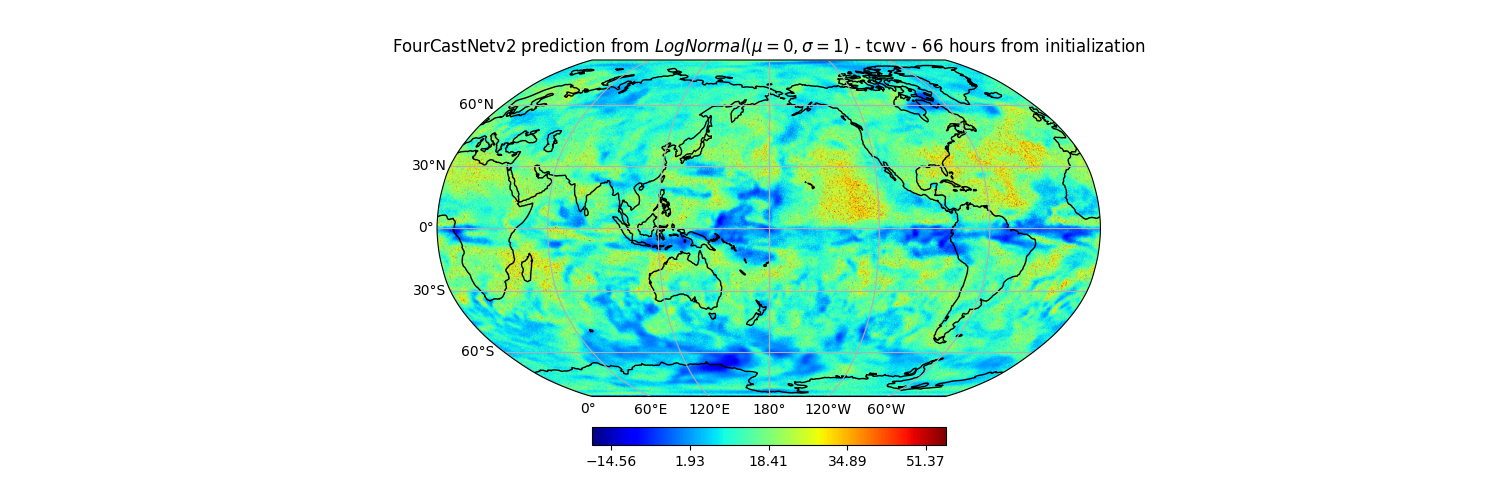 FourCastNetv2 prediction from LogNormal(μ = 0, σ = 1) - tcwv - 66 hours from initialization
60°N
30°N
0°
30°S
60°S
0° 60°E 120°E 180° 120°W 60°W
−14.56 1.93 18.41 34.89 51.37